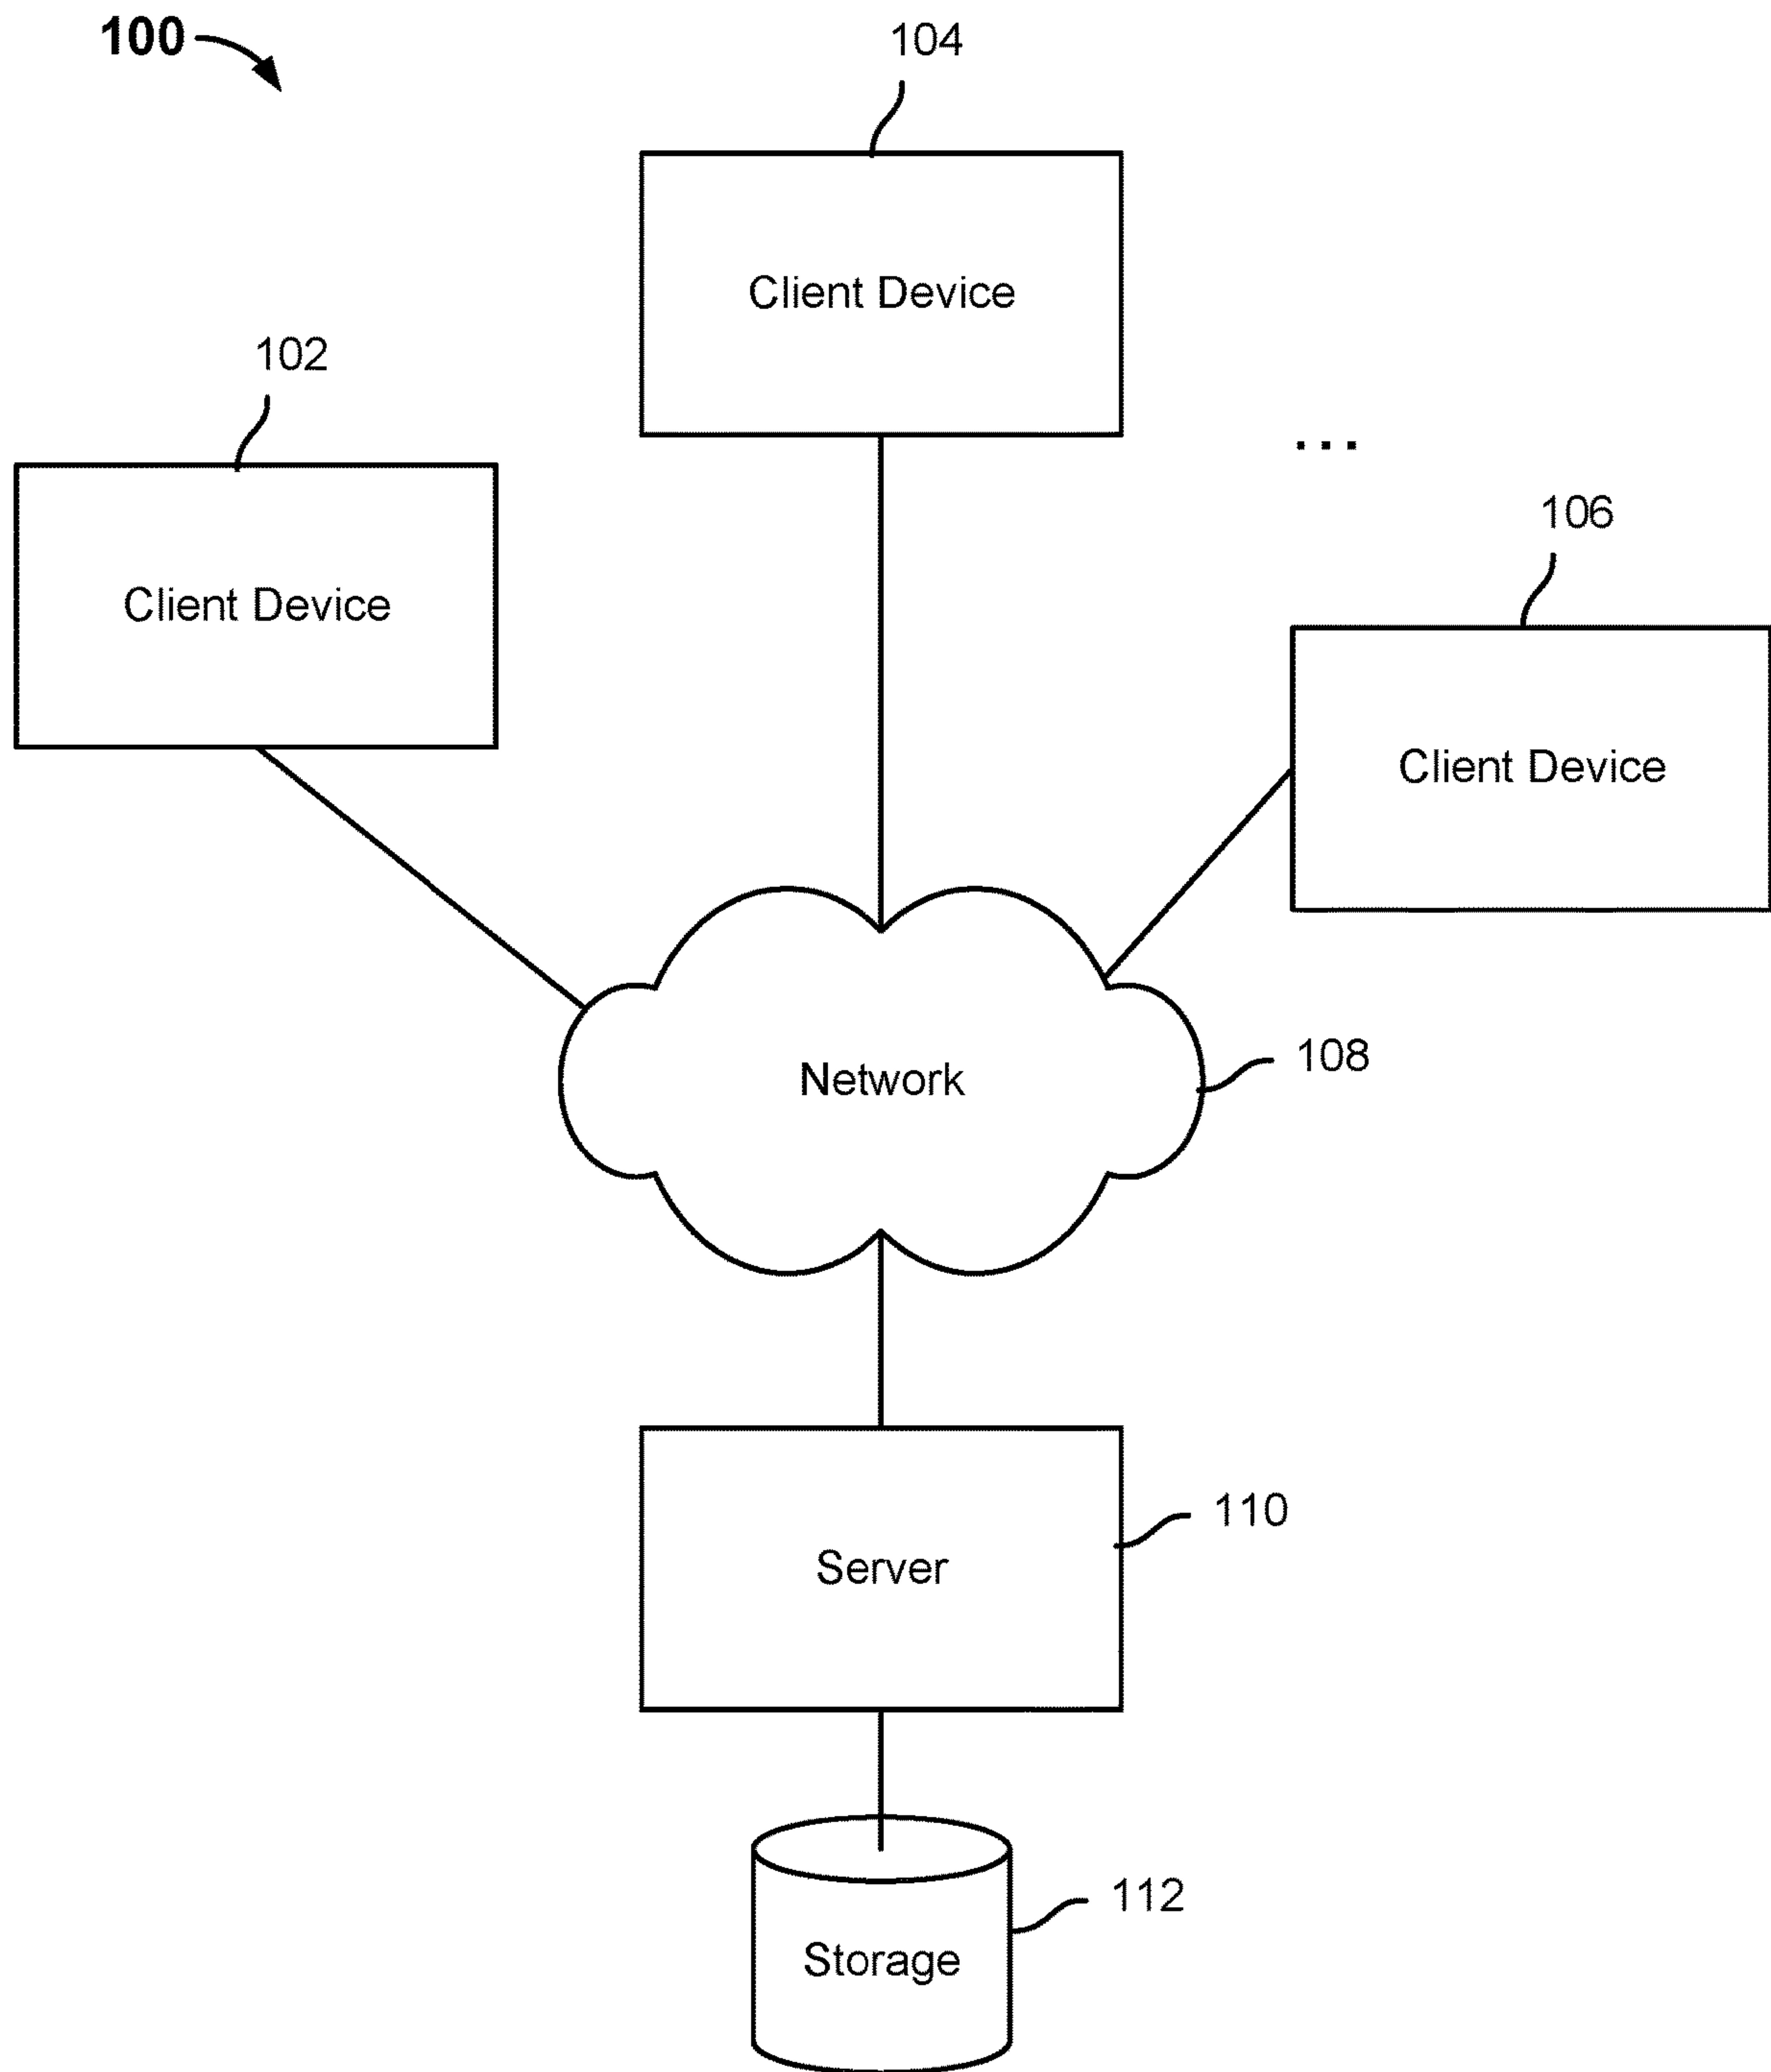 100
104
Client Device
102
...
Client Device
106
Client Device
Network
108
Server
110
Storage
112